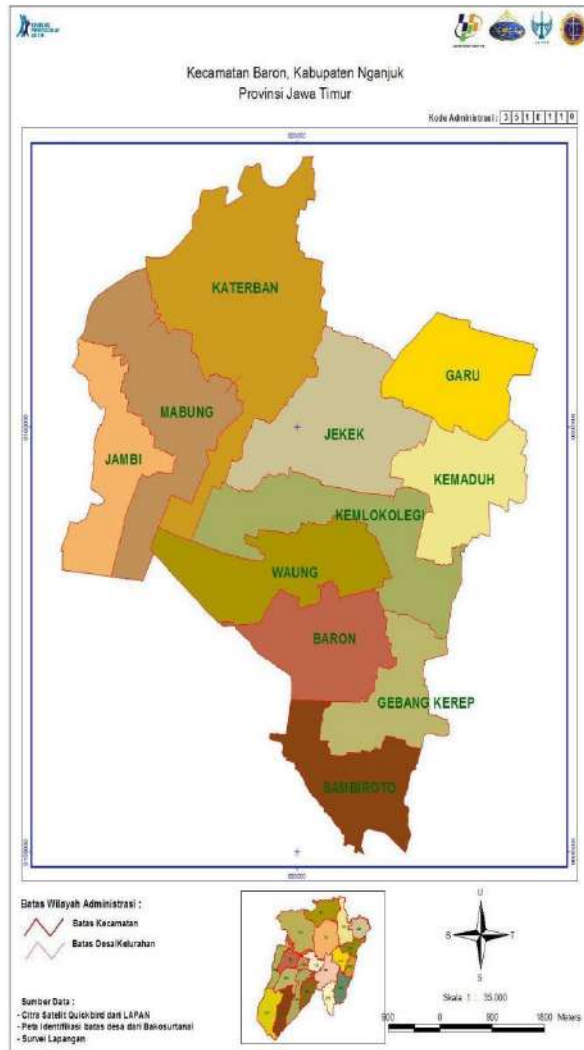 Kecamatan Baron, Kabupaten Nganjuk
Provinsi Jawa Timur
Kode Administrasi : 3518110
KATERBAN
GARU
MABUNG
JEKEK
JAMBI
KEMADUH
KEMLOKOLEGI
WAUNG
BARON
GEBANG KEREP
SAMBIROTO
Batas Wilayah Administrasi :
Batas Kecamatan
Batas Desa/Kelurahan
Sumber Data :
- Citra Satelit Quickbird dari LAPAN
- Peta Identifikasi batas desa dari Bakosurtanal
- Survei Lapangan
U
B
T
S
Skala 1 : 35.000
900 0 900 1800 Meters